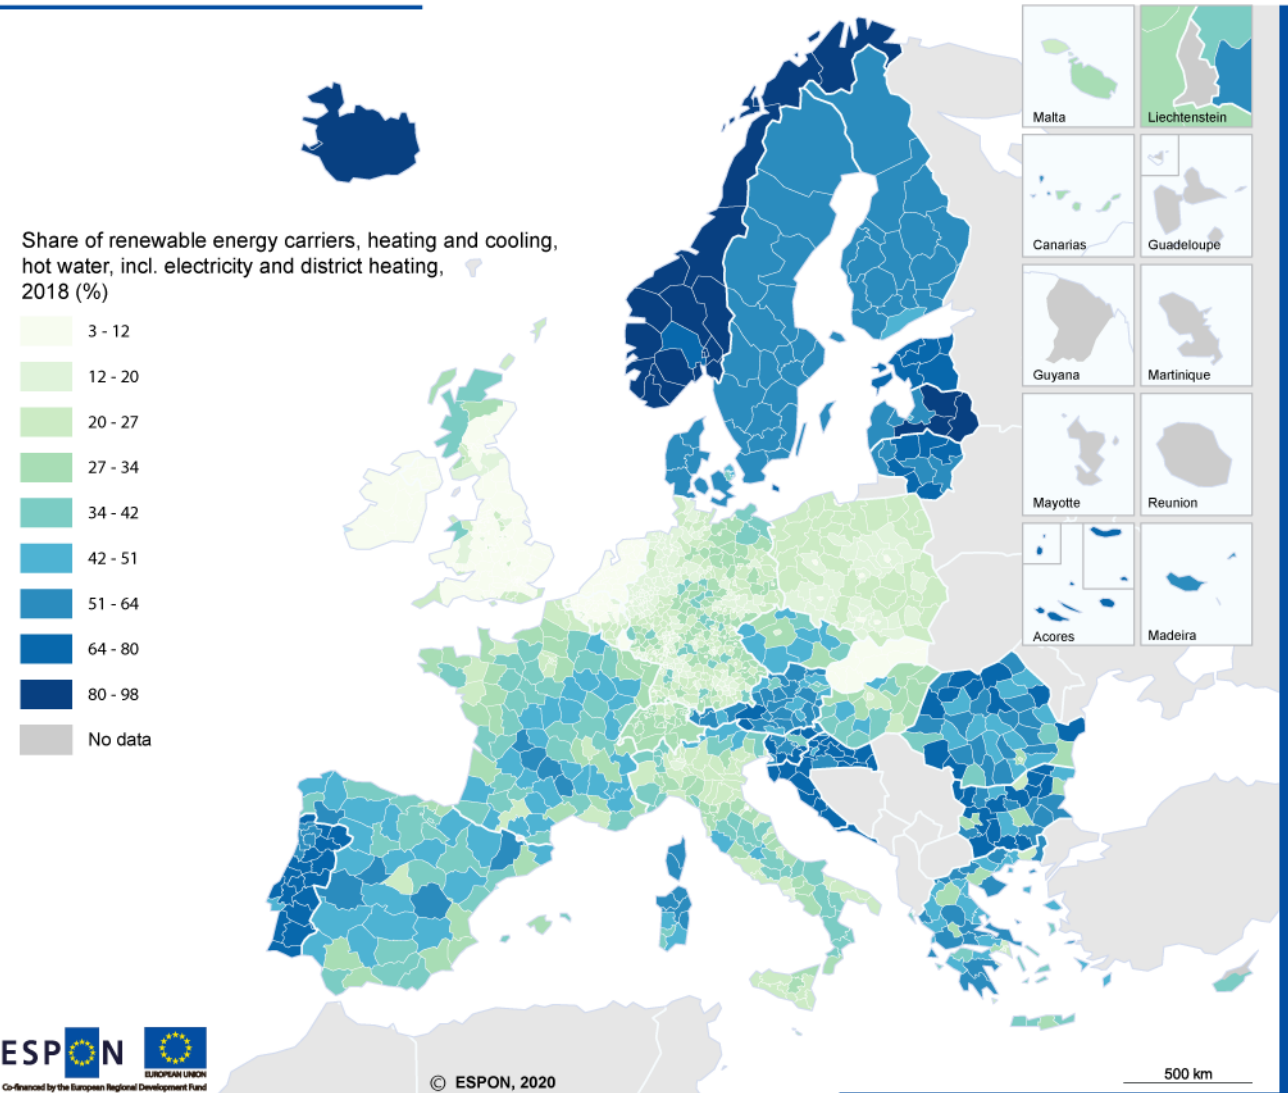 Share of renewable energy carriers, heating and cooling,
hot water, incl. electricity and district heating,
2018 (%)
3 - 12
12 - 20
20 - 27
27 - 34
34 - 42
42 - 51
51 - 64
64 - 80
80 - 98
No data
Malta
Liechtenstein
Canarias
Guadeloupe
Guyana
Martinique
Mayotte
Reunion
Acores
Madeira
ESPON
EUROPEAN UNION
Co-financed by the European Regional Development Fund
© ESPON, 2020
500 km